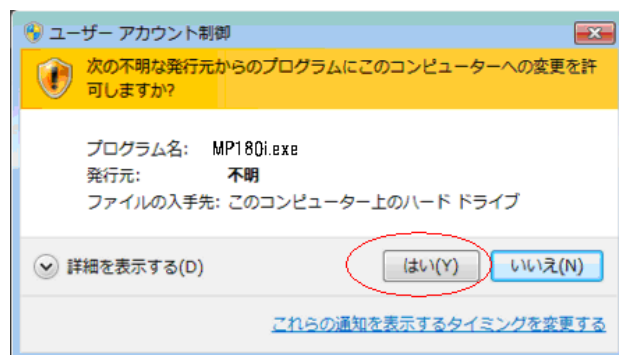 ユーザー アカウント制御
次の不明な発行元からのプログラムにこのコンピューターへの変更を許
可しますか?
プログラム名: MP180i.exe
発行元: 不明
ファイルの入手先: このコンピューター上のハード ドライブ
詳細を表示する(D)
はい(Y)
いいえ(N)
これらの通知を表示するタイミングを変更する